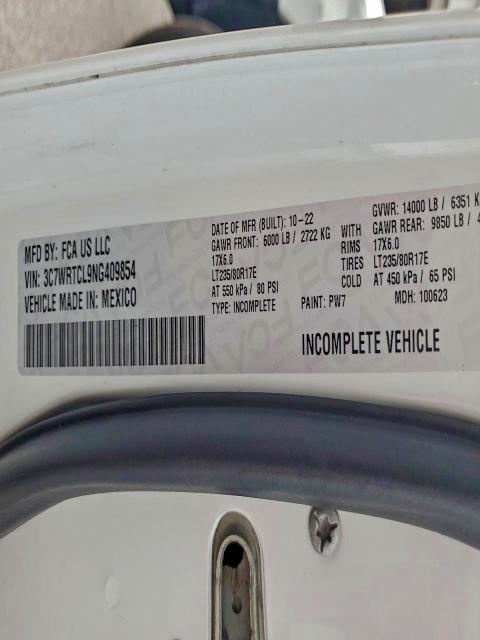 MFD BY: FCA US LLC
VIN: 3C7WRTCL9NG409854
VEHICLE MADE IN: MEXICO
DATE OF MFR (BUILT): 10-22
GAWR FRONT: 6000 LB / 2722 KG
17X6.0
LT235/80R17E
AT 550 kPa / 80 PSI
TYPE: INCOMPLETE
WITH
RIMS
TIRES
COLD
PAINT: PW7
GVWR: 14000 LB / 6351 K
GAWR REAR: 9850 LB /
17X6.0
LT235/80R17E
AT 450 kPa / 65 PSI
MDH: 100623
INCOMPLETE VEHICLE